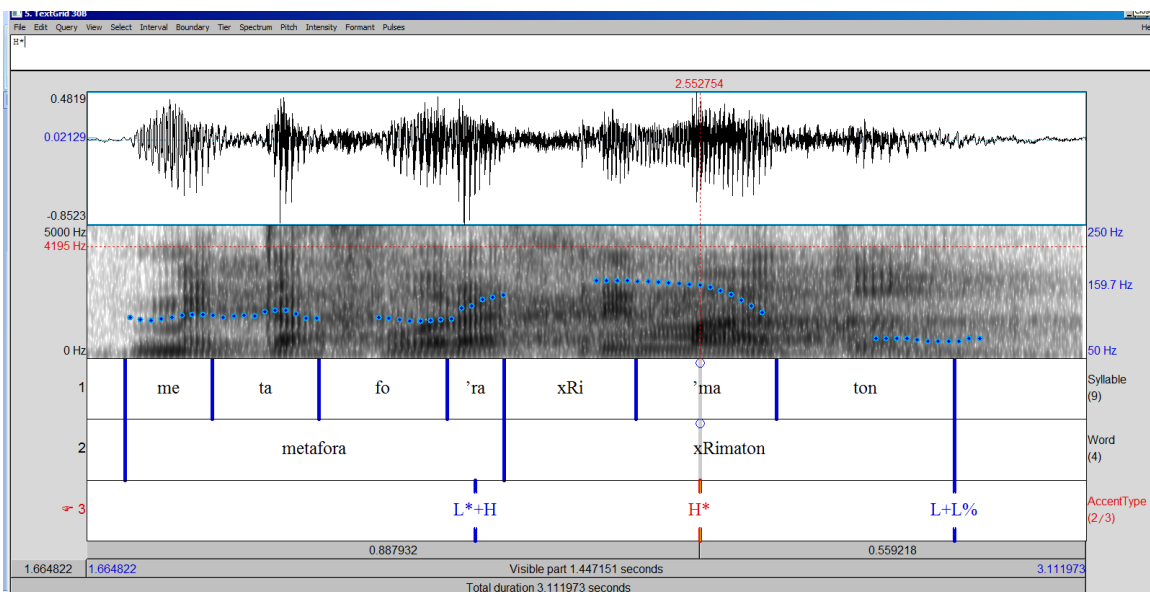 5. TextGrid 30B
File Edit Query View Select Interval Boundary Tier Spectrum Pitch Intensity Formant Pulses
H*
2.552754
0.4819
0.02129
-0.8523
5000 Hz 250 Hz
4195 Hz
159.7 Hz
0 Hz 50 Hz
1 me ta fo ’ra xRi ’ma ton Syllable
(9)
2 metafora xRimaton Word
(4)
3 L*+H H* L+L% AccentType
(2/3)
0.887932 0.559218
1.664822 1.664822 Visible part 1.447151 seconds 3.111973
Total duration 3.111973 seconds